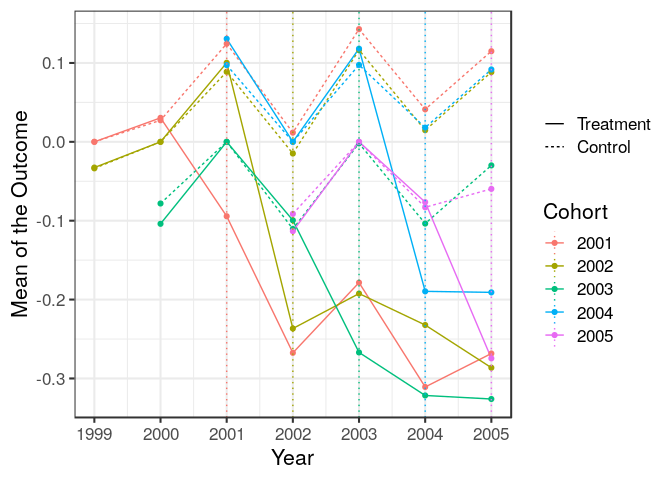 Mean of the Outcome
0.1
0.0
-0.1
-0.2
-0.3
1999 2000 2001 2002 2003 2004 2005
Year
Treatment
Control
Cohort
2001
2002
2003
2004
2005